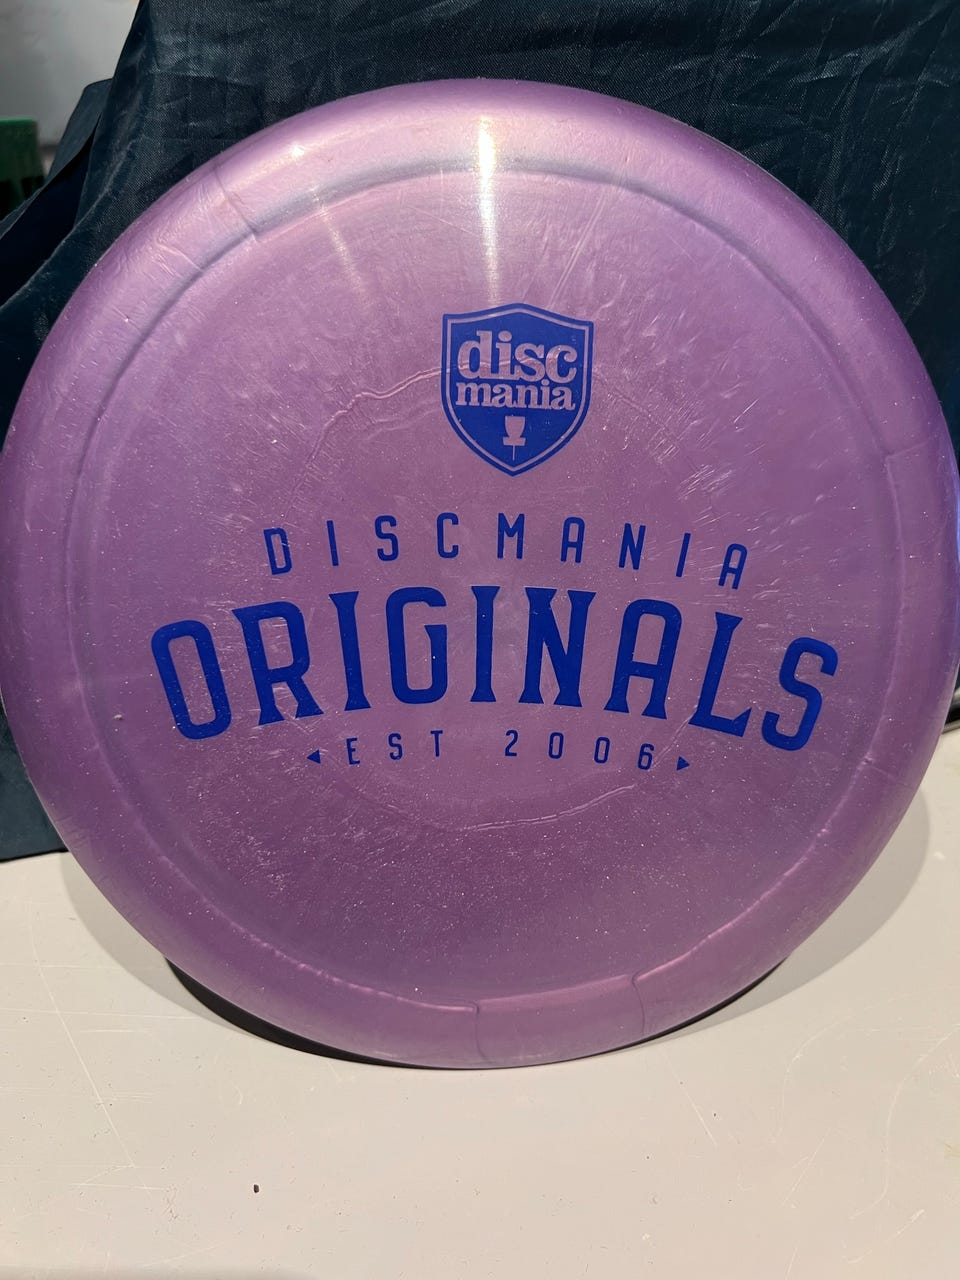 disc
mania
DISCMANIA
ORIGINALS
EST 2006